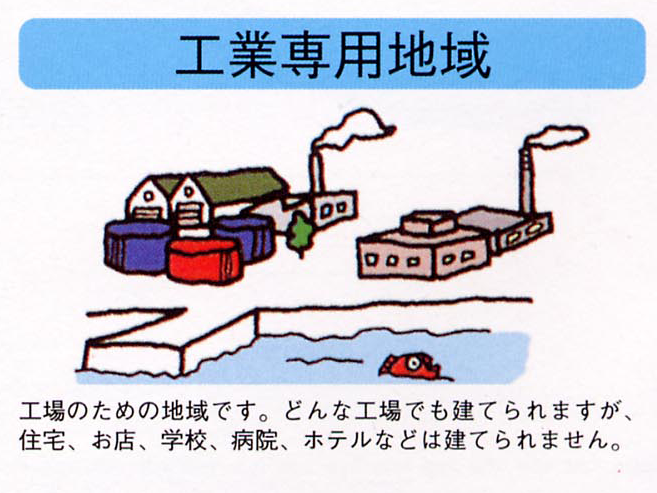 工業専用地域
工場のための地域です。どんな工場でも建てられますが、
住宅、お店、学校、病院、ホテルなどは建てられません。